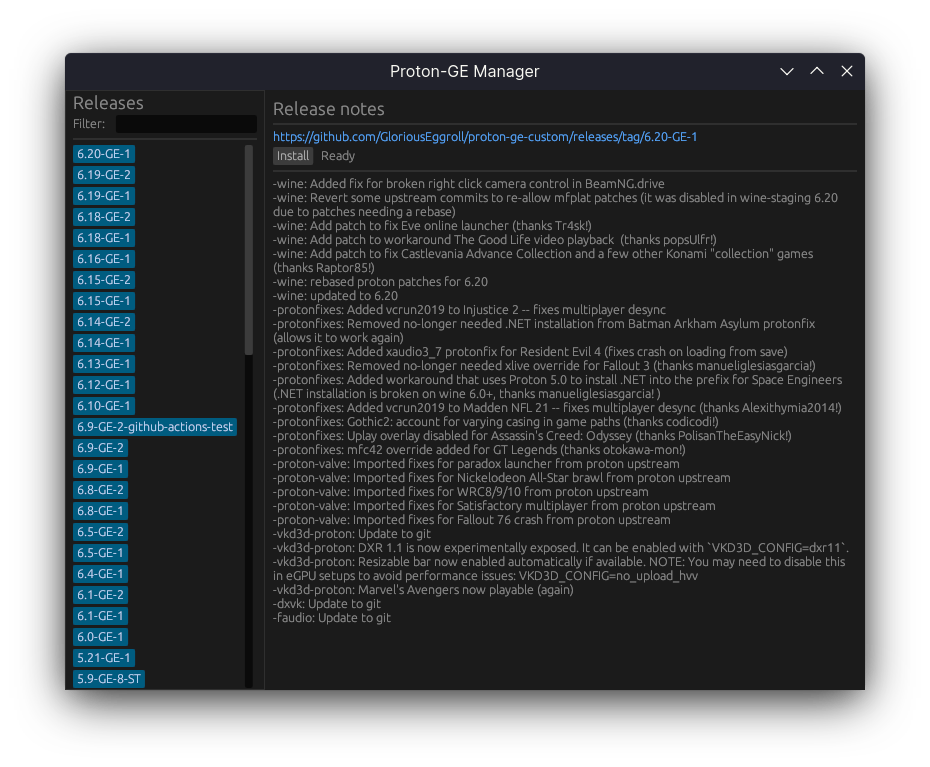 Proton-GE Manager
Releases
Filter:
6.20-GE-1
6.19-GE-2
6.19-GE-1
6.18-GE-2
6.18-GE-1
6.16-GE-1
6.15-GE-2
6.15-GE-1
6.14-GE-2
6.14-GE-1
6.13-GE-1
6.12-GE-1
6.10-GE-1
6.9-GE-2-github-actions-test
6.9-GE-2
6.9-GE-1
6.8-GE-2
6.8-GE-1
6.5-GE-2
6.5-GE-1
6.4-GE-1
6.1-GE-2
6.1-GE-1
6.0-GE-1
5.21-GE-1
5.9-GE-8-ST
Release notes
https://github.com/GloriousEggroll/proton-ge-custom/releases/tag/6.20-GE-1
Install Ready
-wine: Added fix for broken right click camera control in BeamNG.drive
-wine: Revert some upstream commits to re-allow mfplat patches (it was disabled in wine-staging 6.20
due to patches needing a rebase)
-wine: Add patch to fix Eve online launcher (thanks Tr4sk!)
-wine: Add patch to workaround The Good Life video playback  (thanks popsUlfr!)
-wine: Add patch to fix Castlevania Advance Collection and a few other Konami "collection" games
(thanks Raptor85!)
-wine: rebased proton patches for 6.20
-wine: updated to 6.20
-protonfixes: Added vcrun2019 to Injustice 2 -- fixes multiplayer desync
-protonfixes: Removed no-longer needed .NET installation from Batman Arkham Asylum protonfix
(allows it to work again)
-protonfixes: Added xaudio3_7 protonfix for Resident Evil 4 (fixes crash on loading from save)
-protonfixes: Removed no-longer needed xlive override for Fallout 3 (thanks manueliglesiasgarcia!)
-protonfixes: Added workaround that uses Proton 5.0 to install .NET into the prefix for Space Engineers
(.NET installation is broken on wine 6.0+, thanks manueliglesiasgarcia! )
-protonfixes: Added vcrun2019 to Madden NFL 21 -- fixes multiplayer desync (thanks Alexithymia2014!)
-protonfixes: Gothic2: account for varying casing in game paths (thanks codicodi!)
-protonfixes: Uplay overlay disabled for Assassin's Creed: Odyssey (thanks PolisanTheEasyNick!)
-protonfixes: mfc42 override added for GT Legends (thanks otokawa-mon!)
-proton-valve: Imported fixes for paradox launcher from proton upstream
-proton-valve: Imported fixes for Nickelodeon All-Star brawl from proton upstream
-proton-valve: Imported fixes for WRC8/9/10 from proton upstream
-proton-valve: Imported fixes for Satisfactory multiplayer from proton upstream
-proton-valve: Imported fixes for Fallout 76 crash from proton upstream
-vkd3d-proton: Update to git
-vkd3d-proton: DXR 1.1 is now experimentally exposed. It can be enabled with `VKD3D_CONFIG=dxr11`.
-vkd3d-proton: Resizable bar now enabled automatically if available. NOTE: You may need to disable this
in eGPU setups to avoid performance issues: VKD3D_CONFIG=no_upload_hvv
-vkd3d-proton: Marvel's Avengers now playable (again)
-dxvk: Update to git
-faudio: Update to git